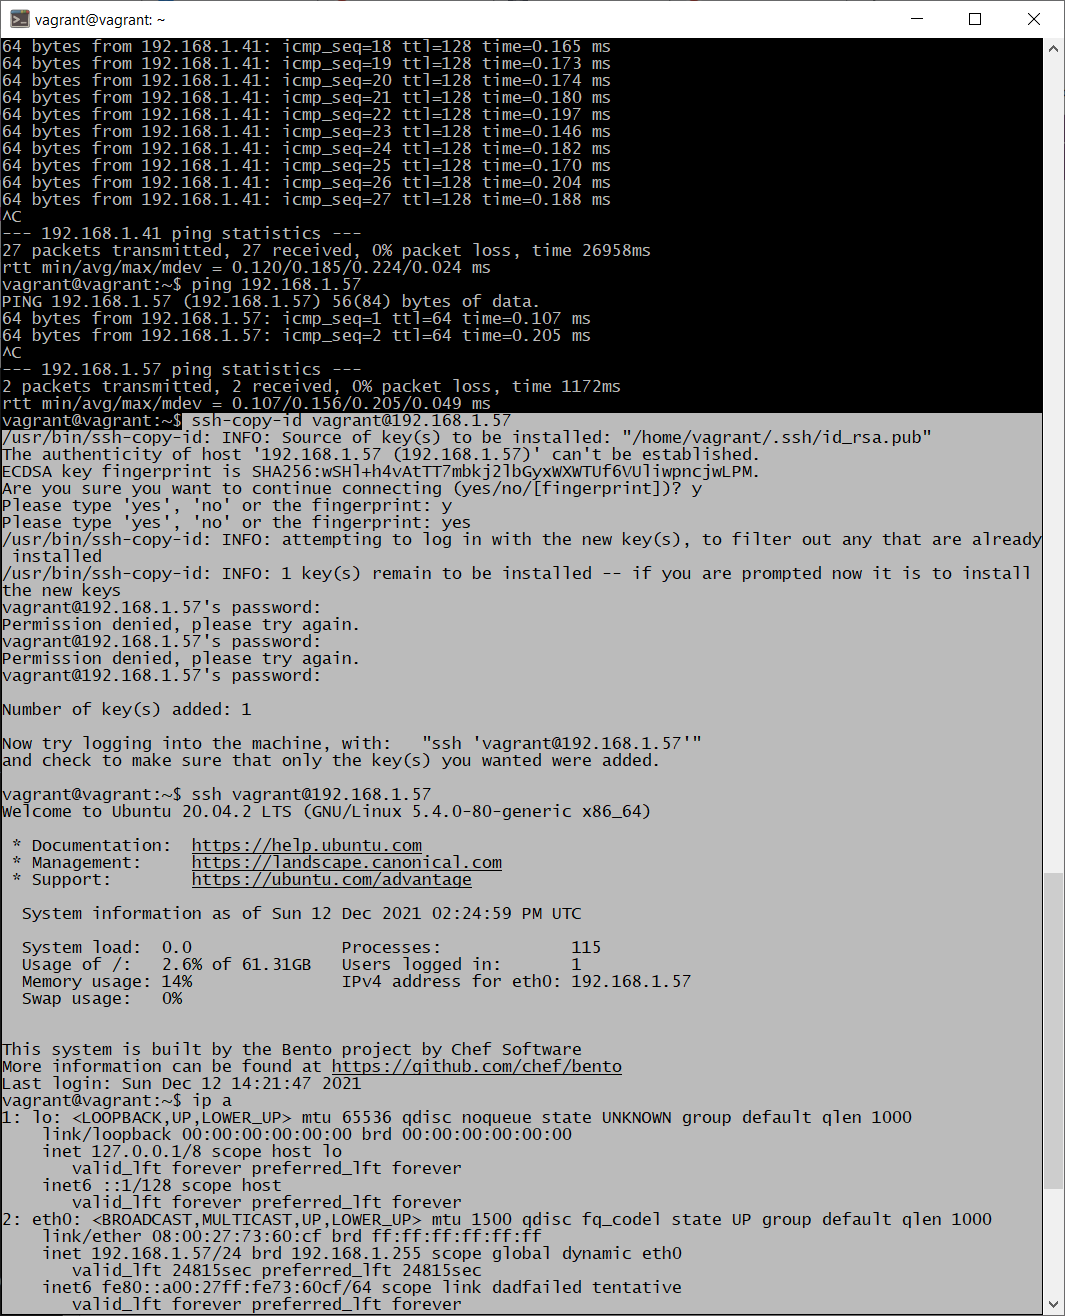 vagrant@vagrant: ~
64 bytes from 192.168.1.41: icmp_seq=18 ttl=128 time=0.165 ms
64 bytes from 192.168.1.41: icmp_seq=19 ttl=128 time=0.173 ms
64 bytes from 192.168.1.41: icmp_seq=20 ttl=128 time=0.174 ms
64 bytes from 192.168.1.41: icmp_seq=21 ttl=128 time=0.180 ms
64 bytes from 192.168.1.41: icmp_seq=22 ttl=128 time=0.197 ms
64 bytes from 192.168.1.41: icmp_seq=23 ttl=128 time=0.146 ms
64 bytes from 192.168.1.41: icmp_seq=24 ttl=128 time=0.182 ms
64 bytes from 192.168.1.41: icmp_seq=25 ttl=128 time=0.170 ms
64 bytes from 192.168.1.41: icmp_seq=26 ttl=128 time=0.204 ms
64 bytes from 192.168.1.41: icmp_seq=27 ttl=128 time=0.188 ms
^C
--- 192.168.1.41 ping statistics ---
27 packets transmitted, 27 received, 0% packet loss, time 26958ms
rtt min/avg/max/mdev = 0.120/0.185/0.224/0.024 ms
vagrant@vagrant:~$ ping 192.168.1.57
PING 192.168.1.57 (192.168.1.57) 56(84) bytes of data.
64 bytes from 192.168.1.57: icmp_seq=1 ttl=64 time=0.107 ms
64 bytes from 192.168.1.57: icmp_seq=2 ttl=64 time=0.205 ms
^C
--- 192.168.1.57 ping statistics ---
2 packets transmitted, 2 received, 0% packet loss, time 1172ms
rtt min/avg/max/mdev = 0.107/0.156/0.205/0.049 ms
vagrant@vagrant:~$ ssh-copy-id vagrant@192.168.1.57
/usr/bin/ssh-copy-id: INFO: Source of key(s) to be installed: "/home/vagrant/.ssh/id_rsa.pub"
The authenticity of host '192.168.1.57 (192.168.1.57)' can't be established.
ECDSA key fingerprint is SHA256:wSHl+h4vAtTT7mbkj2lbGyxWXWTUf6VUliwpncjwLPM.
Are you sure you want to continue connecting (yes/no/[fingerprint])? y
Please type 'yes', 'no' or the fingerprint: y
Please type 'yes', 'no' or the fingerprint: yes
/usr/bin/ssh-copy-id: INFO: attempting to log in with the new key(s), to filter out any that are already
 installed
/usr/bin/ssh-copy-id: INFO: 1 key(s) remain to be installed -- if you are prompted now it is to install
the new keys
vagrant@192.168.1.57's password:
Permission denied, please try again.
vagrant@192.168.1.57's password:
Permission denied, please try again.
vagrant@192.168.1.57's password:
Number of key(s) added: 1
Now try logging into the machine, with:   "ssh 'vagrant@192.168.1.57'"
and check to make sure that only the key(s) you wanted were added.
vagrant@vagrant:~$ ssh vagrant@192.168.1.57
Welcome to Ubuntu 20.04.2 LTS (GNU/Linux 5.4.0-80-generic x86_64)
 * Documentation:  https://help.ubuntu.com
 * Management:     https://landscape.canonical.com
 * Support:        https://ubuntu.com/advantage
  System information as of Sun 12 Dec 2021 02:24:59 PM UTC
  System load:  0.0               Processes:             115
  Usage of /:   2.6% of 61.31GB   Users logged in:       1
  Memory usage: 14%               IPv4 address for eth0: 192.168.1.57
  Swap usage:   0%
This system is built by the Bento project by Chef Software
More information can be found at https://github.com/chef/bento
Last login: Sun Dec 12 14:21:47 2021
vagrant@vagrant:~$ ip a
1: lo: <LOOPBACK,UP,LOWER_UP> mtu 65536 qdisc noqueue state UNKNOWN group default qlen 1000
    link/loopback 00:00:00:00:00:00 brd 00:00:00:00:00:00
    inet 127.0.0.1/8 scope host lo
       valid_lft forever preferred_lft forever
    inet6 ::1/128 scope host
       valid_lft forever preferred_lft forever
2: eth0: <BROADCAST,MULTICAST,UP,LOWER_UP> mtu 1500 qdisc fq_codel state UP group default qlen 1000
    link/ether 08:00:27:73:60:cf brd ff:ff:ff:ff:ff:ff
    inet 192.168.1.57/24 brd 192.168.1.255 scope global dynamic eth0
       valid_lft 24815sec preferred_lft 24815sec
    inet6 fe80::a00:27ff:fe73:60cf/64 scope link dadfailed tentative
       valid_lft forever preferred_lft forever